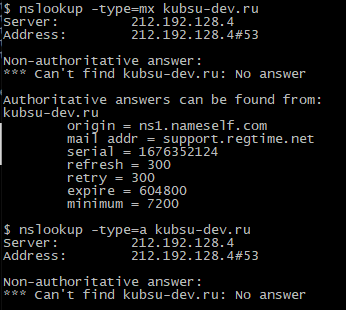 $ nslookup -type=mx kubsu-dev.ru
Server:         212.192.128.4
Address:        212.192.128.4#53

Non-authoritative answer:
*** Can't find kubsu-dev.ru: No answer

Authoritative answers can be found from:
kubsu-dev.ru
        origin = ns1.nameself.com
        mail addr = support.regtime.net
        serial = 1676352124
        refresh = 300
        retry = 300
        expire = 604800
        minimum = 7200

$ nslookup -type=a kubsu-dev.ru
Server:         212.192.128.4
Address:        212.192.128.4#53

Non-authoritative answer:
*** Can't find kubsu-dev.ru: No answer